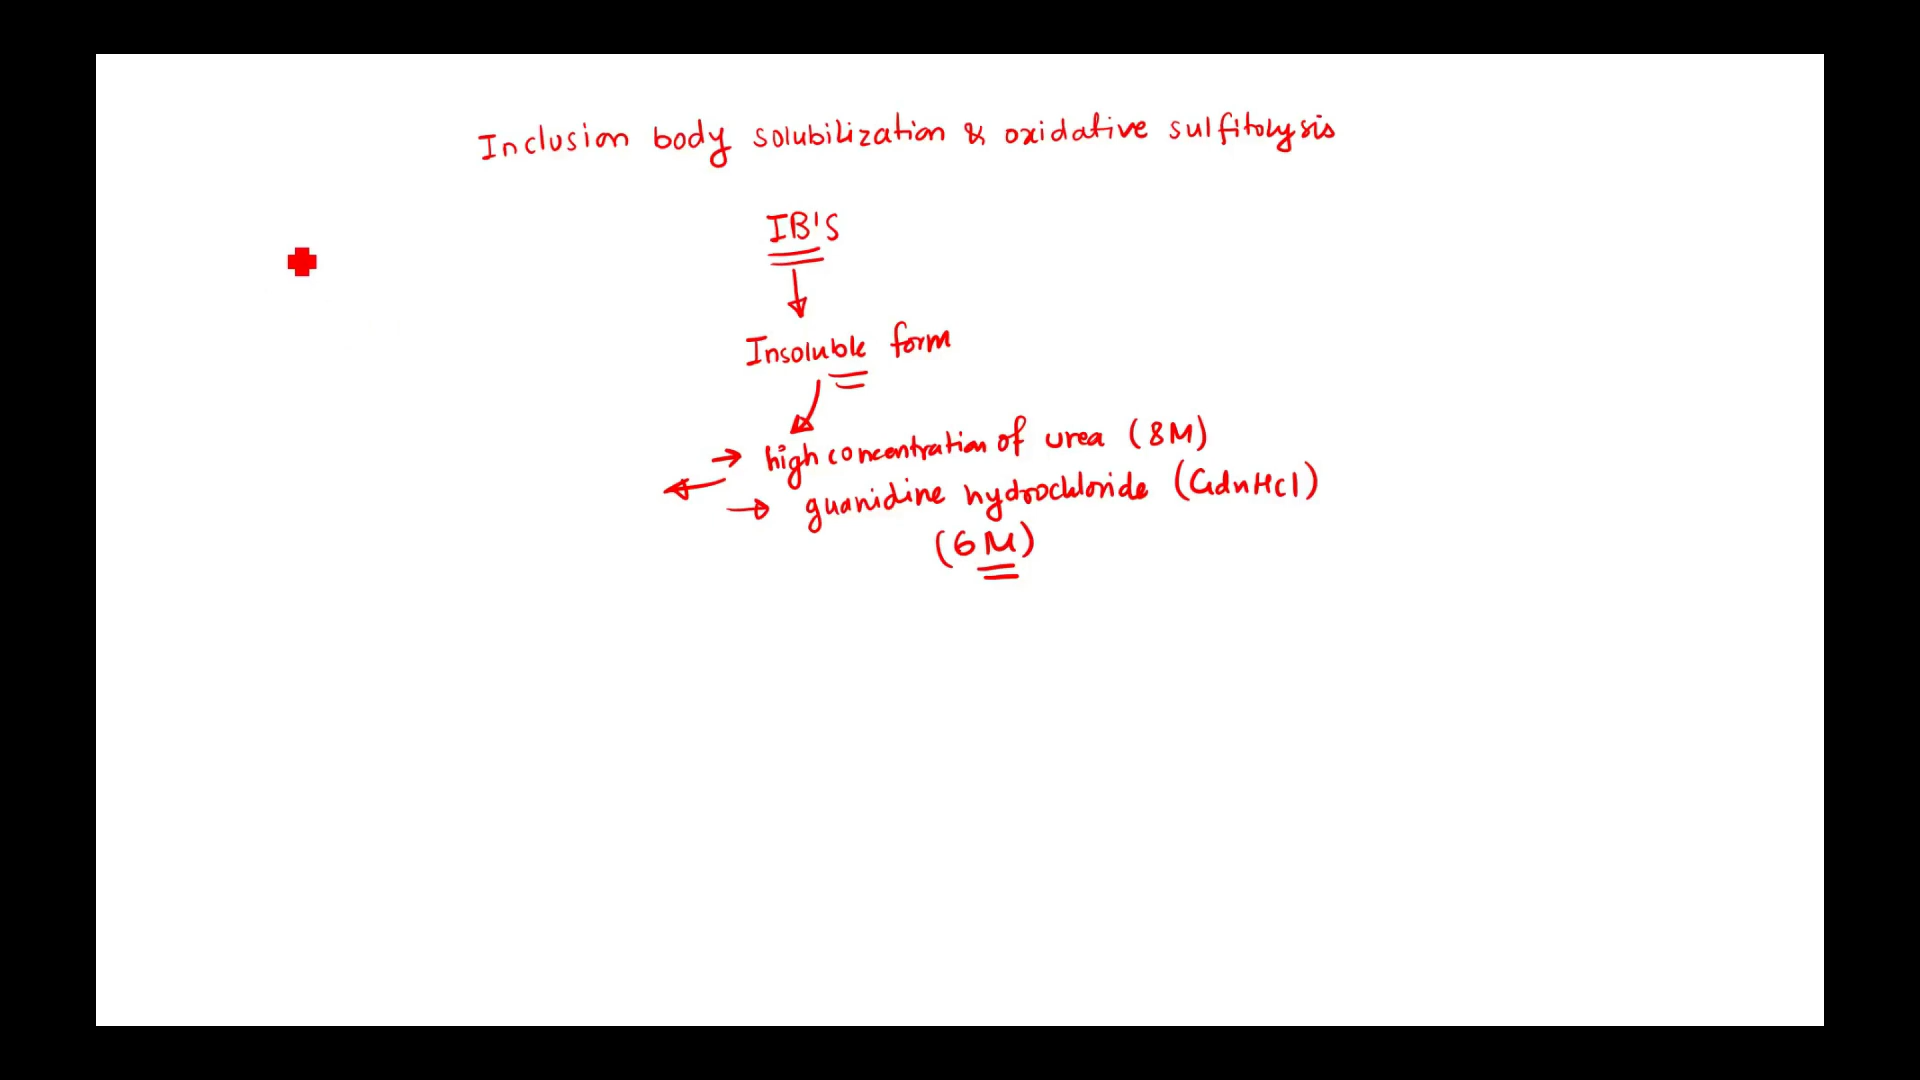 Inclusion body solubilization & oxidative sulfitolysis
IB'S
Insoluble form
high concentration of urea (8M)
guanidine hydrochloride (GdnHCl)
(6M)